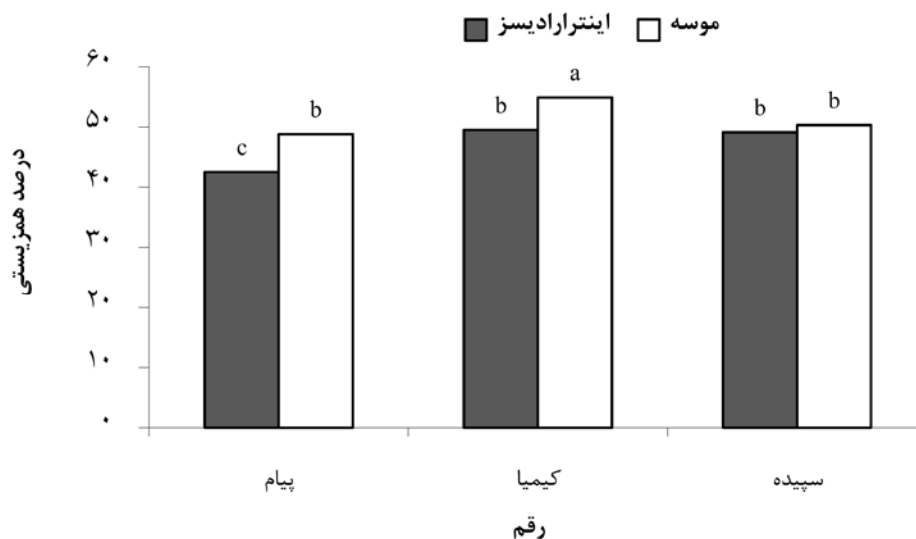 اینترارادیسز موسه
۶۰
a
b b b
b
۵۰
c
۴۰
۳۰
۲۰
۱۰
۰
درصد همزیستی
پیام کیمیا سپیده
رقم